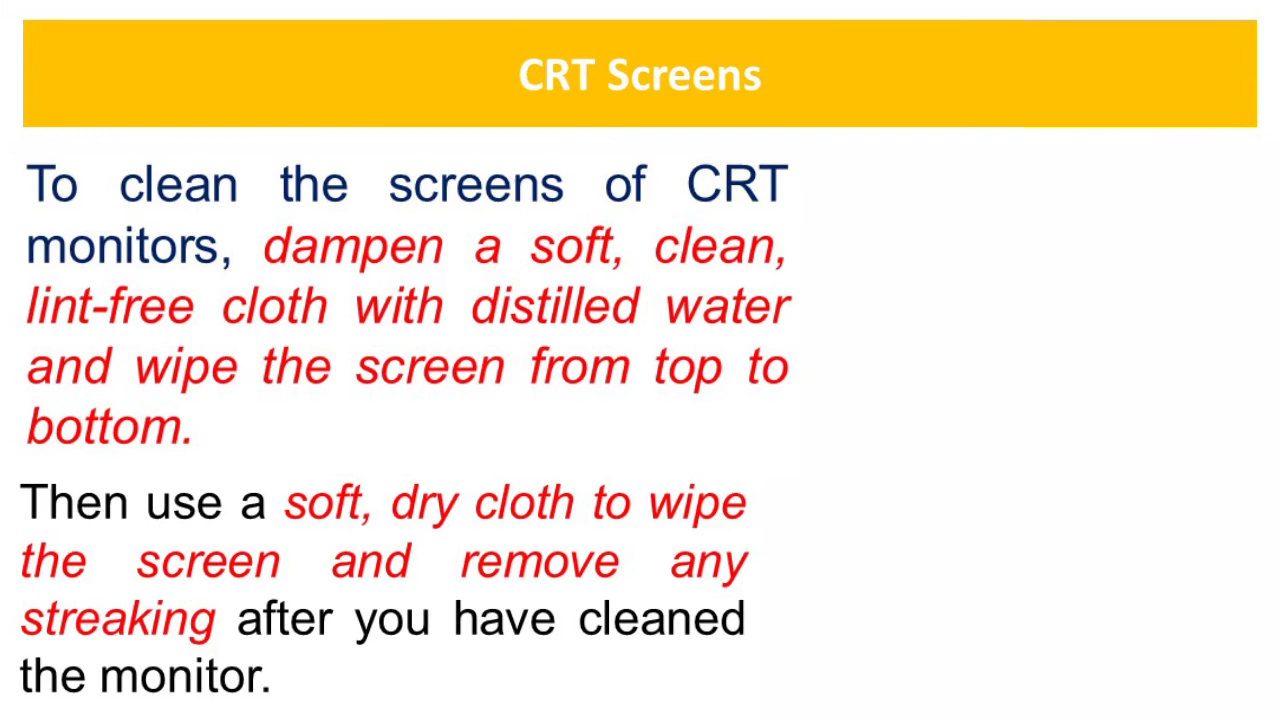 CRT Screens
To clean the screens of CRT
monitors, dampen a soft, clean,
lint-free cloth with distilled water
and wipe the screen from top to
bottom.
Then use a soft, dry cloth to wipe
the screen and remove any
streaking after you have cleaned
the monitor.